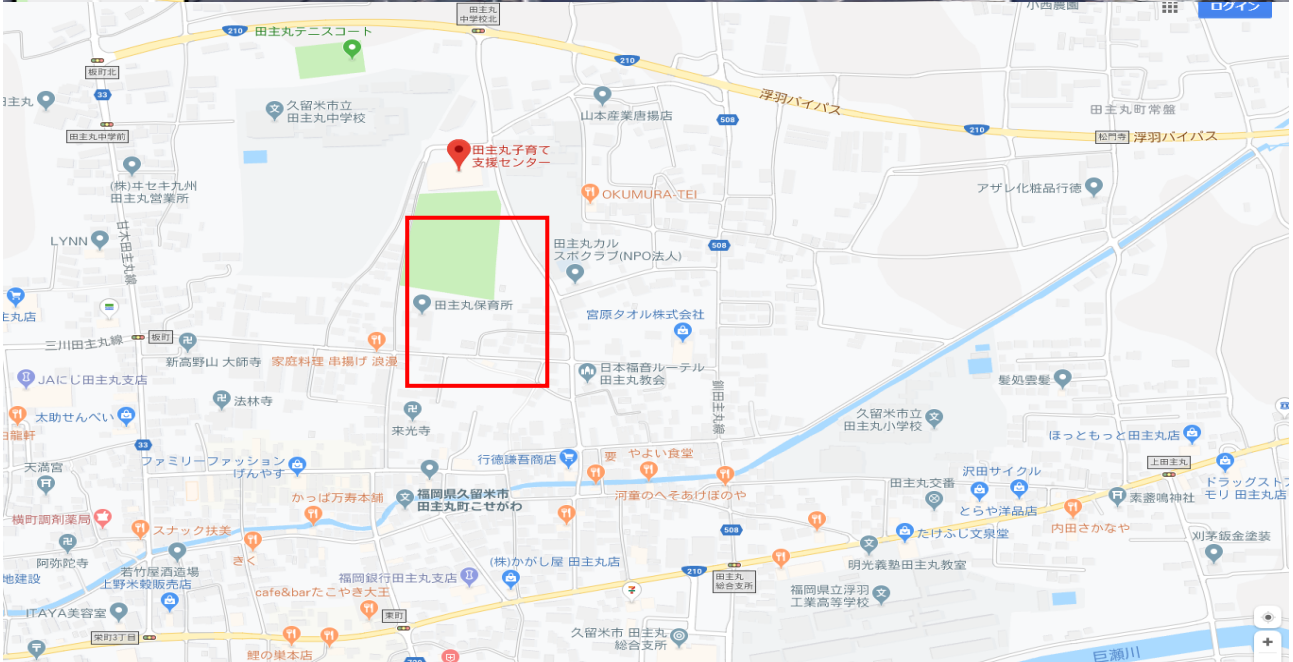 小西農園
ログイン
田主丸
中学校北
210
田主丸テニスコート
210
板町北
33
主丸
久留米市立
田主丸中学校
山本産業唐揚店
508
浮羽バイパス
210
田主丸町常盤
松門寺
浮羽バイパス
田主丸中学前
田主丸子育て
支援センター
(株)ヰセキ九州
田主丸営業所
OKUMURA-TEI
アザレ化粧品行徳
甘木田主丸線
LYNN
田主丸カル
スポクラブ(NPO法人)
508
主丸店
田主丸保育所
宮原タオル株式会社
三川田主丸線
板町
新高野山 大師寺
家庭料理 串揚げ 浪漫
日本福音ルーテル
田主丸教会
JAにじ田主丸支店
髪処雲髪
法林寺
釧田主丸線
太助せんべい
龍軒
来光寺
久留米市立
田主丸小学校
ほっともっと田主丸店
33
天満宮
ファミリーファッション
げんやす
行徳謙吾商店
要
やよい食堂
上田主丸
沢田サイクル
田主丸交番
かっぱ万寿本舗
福岡県久留米市
田主丸町こせがわ
河童のへそあけぼのや
とらや洋品店
素盞嗚神社
ドラッグスト
モリ 田主丸店
横町調剤薬局
スナック扶美
508
内田さかなや
たけふじ文泉堂
刈茅鈑金塗装
阿弥陀寺
きく
(株)かがし屋 田主丸店
明光義塾田主丸教室
地建設
若竹屋酒造場
上野米穀販売店
福岡銀行田主丸支店
210
田主丸
総合支所
福岡県立浮羽
工業高等学校
cafe&barたこやき大王
ITAYA美容室
東町
栄町3丁目
久留米市 田主丸
総合支所
鯉の巣本店
巨瀬川